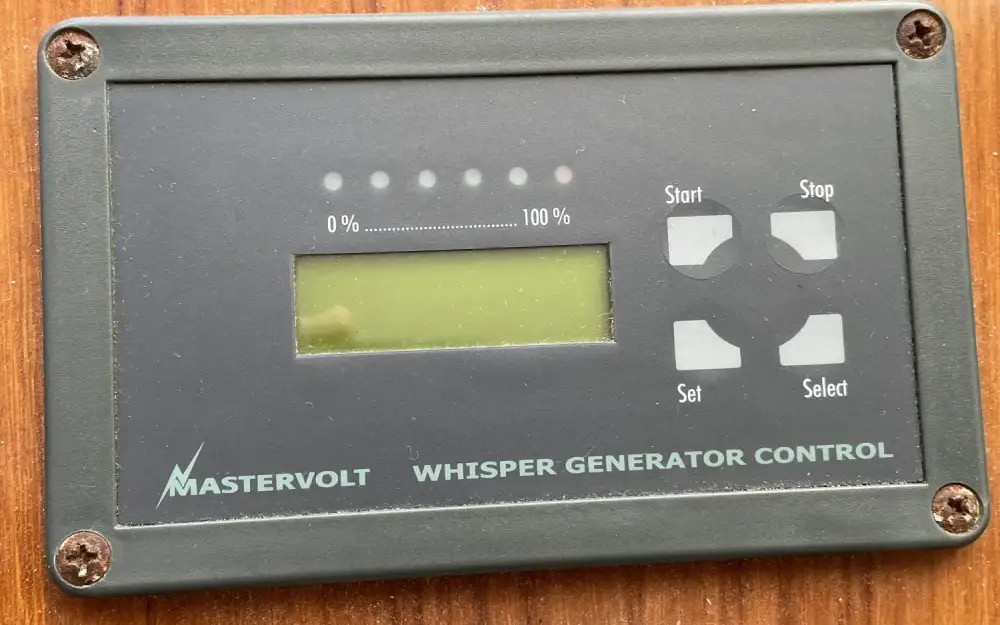 0 % ................................ 100 %
Start
Stop
Set
Select
MASTERVOLT
WHISPER GENERATOR CONTROL